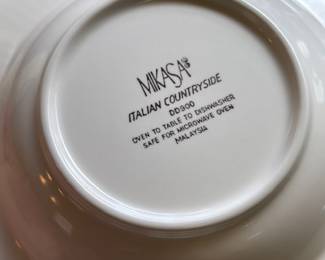 MIKASA
ITALIAN COUNTRYSIDE
DD900
OVEN TO TABLE TO DISHWASHER
SAFE FOR MICROWAVE OVEN
MALAYSIA